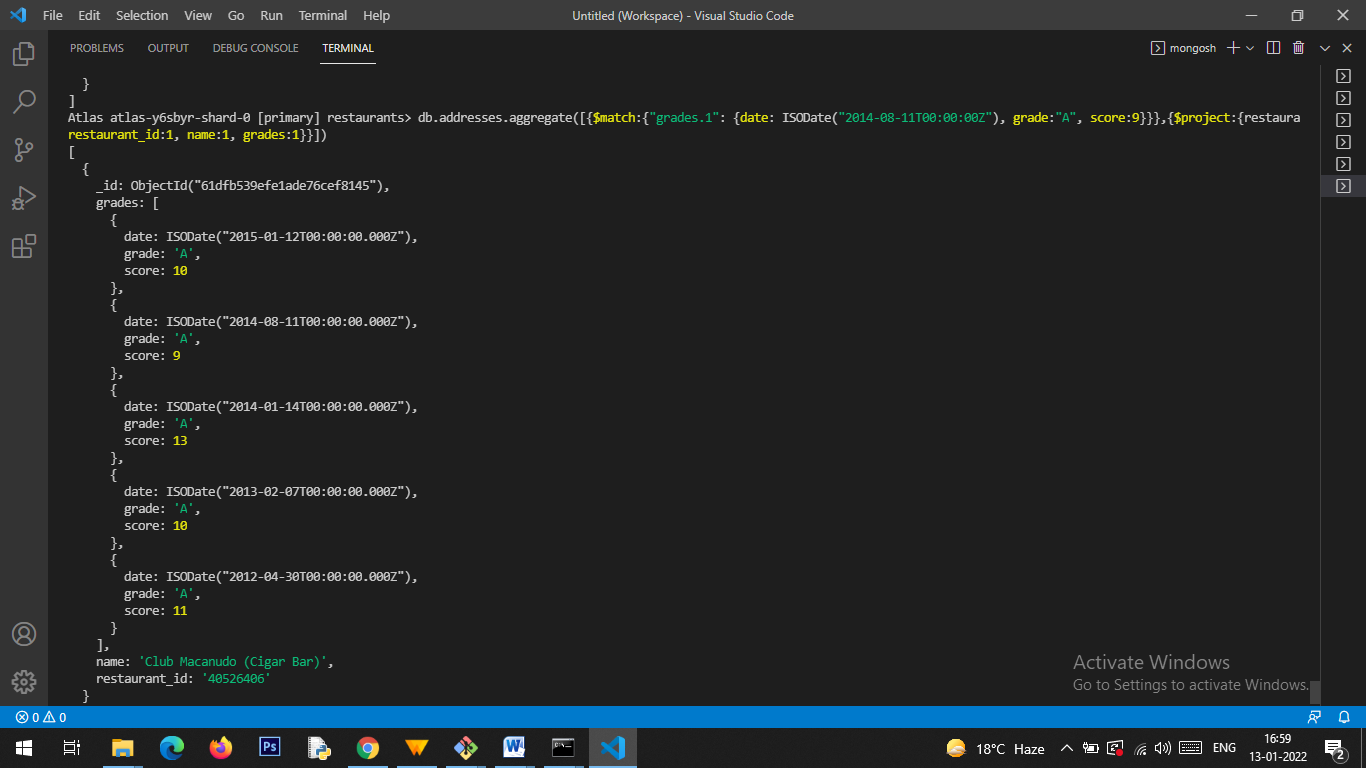 File Edit Selection View Go Run Terminal Help Untitled (Workspace) - Visual Studio Code
PROBLEMS OUTPUT DEBUG CONSOLE TERMINAL mongosh
}
]
Atlas atlas-y6sbyr-shard-0 [primary] restaurants> db.addresses.aggregate([{$match:{"grades.1": {date: ISODate("2014-08-11T00:00:00Z"), grade:"A", score:9}}},{$project:{restaura
restaurant_id:1, name:1, grades:1}}])
[
{
_id: ObjectId("61dfb539efe1ade76cef8145"),
grades: [
{
date: ISODate("2015-01-12T00:00:00.000Z"),
grade: 'A',
score: 10
},
{
date: ISODate("2014-08-11T00:00:00.000Z"),
grade: 'A',
score: 9
},
{
date: ISODate("2014-01-14T00:00:00.000Z"),
grade: 'A',
score: 13
},
{
date: ISODate("2013-02-07T00:00:00.000Z"),
grade: 'A',
score: 10
},
{
date: ISODate("2012-04-30T00:00:00.000Z"),
grade: 'A',
score: 11
}
],
name: 'Club Macanudo (Cigar Bar)',
restaurant_id: '40526406'
}
Activate Windows
Go to Settings to activate Windows.
0 0
Ps W 18°C Haze ENG 16:59
13-01-2022 2